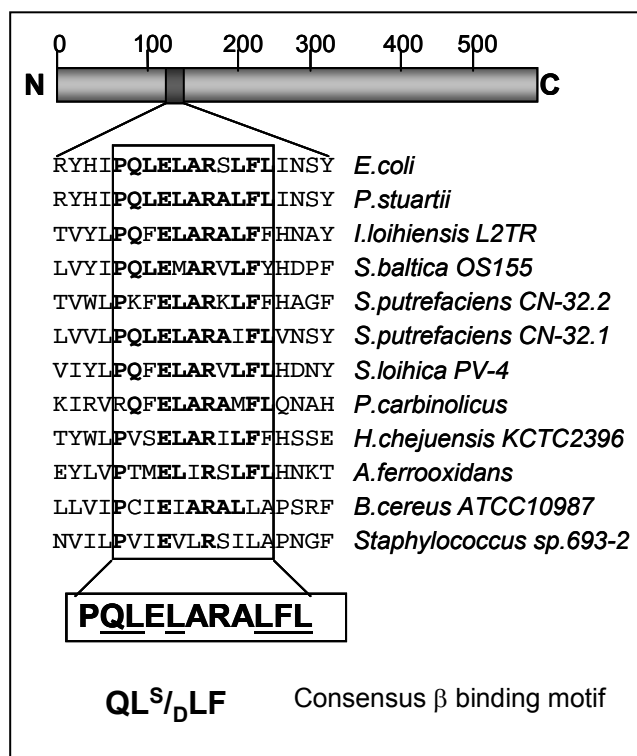 0 100 200 300 400 500
N C
RYHIPQLELARSLFLINSY E.coli
RYHIPQLELARALFLINSY P.stuartii
TVYLPQFELARALFFHNAY I.loihiensis L2TR
LVYIPQLEMARVLFYHDPF S.baltica OS155
TVWLPKFELARKLFFHAGF S.putrefaciens CN-32.2
LVVLPQLELARAIFLVNSY S.putrefaciens CN-32.1
VIYLPQFELARVLFLHDNY S.loihica PV-4
KIRVRQFELARAMFLQNAH P.carbinolicus
TYWLPVSELARILFFHSSE H.chejuensis KCTC2396
EYLVPTMELIRSLFLHNKT A.ferrooxidans
LLVIPCIEIARALLAPSRF B.cereus ATCC10987
NVILPVIEVLRSILAPNGF Staphylococcus sp.693-2
PQLELARALFL
QLS/DLF Consensus β binding motif